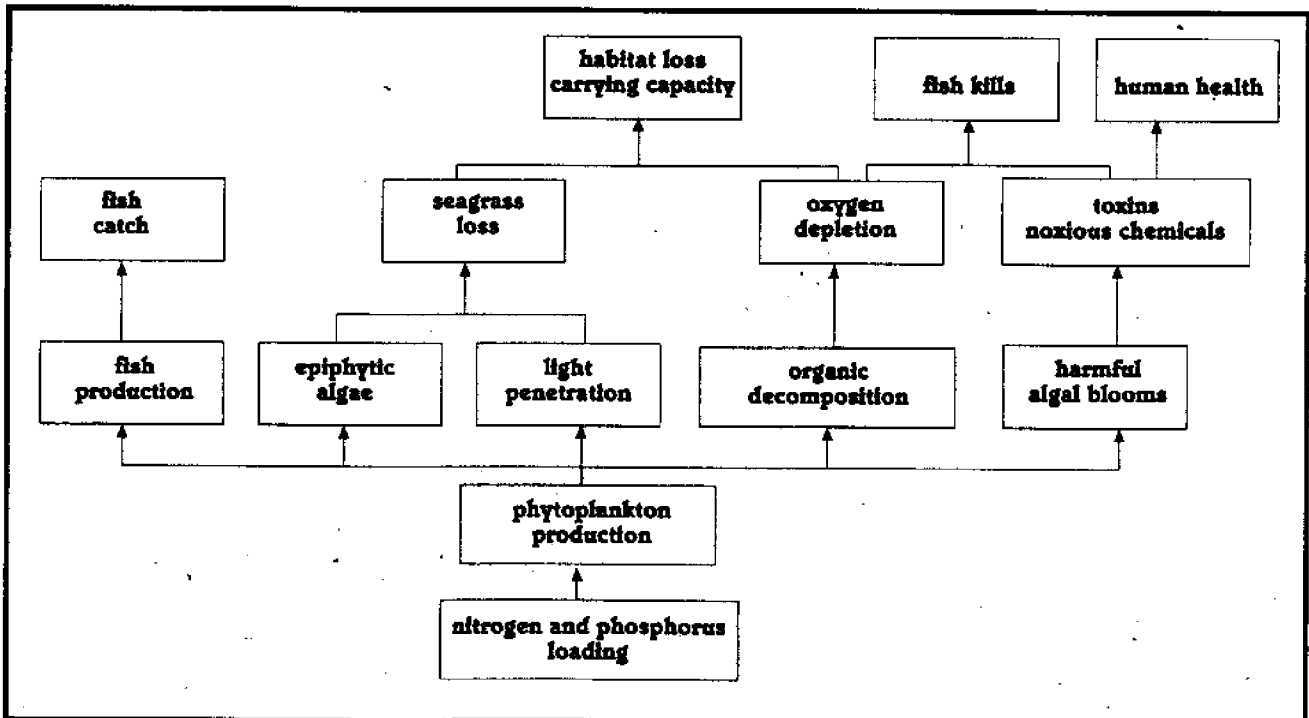 habitat loss
carrying capacity
fish kills
human health
fish
catch
seagrass
loss
oxygen
depletion
toxins
noxious chemicals
fish
production
epiphytic
algae
light
penetration
organic
decomposition
harmful
algal blooms
phytoplankton
production
nitrogen and phosphorus
loading